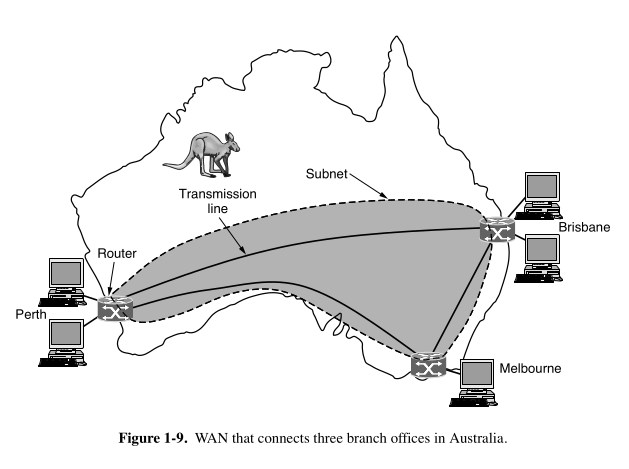 Subnet
Transmission
line
Brisbane
Router
Perth
Melbourne
Figure 1-9. WAN that connects three branch offices in Australia.